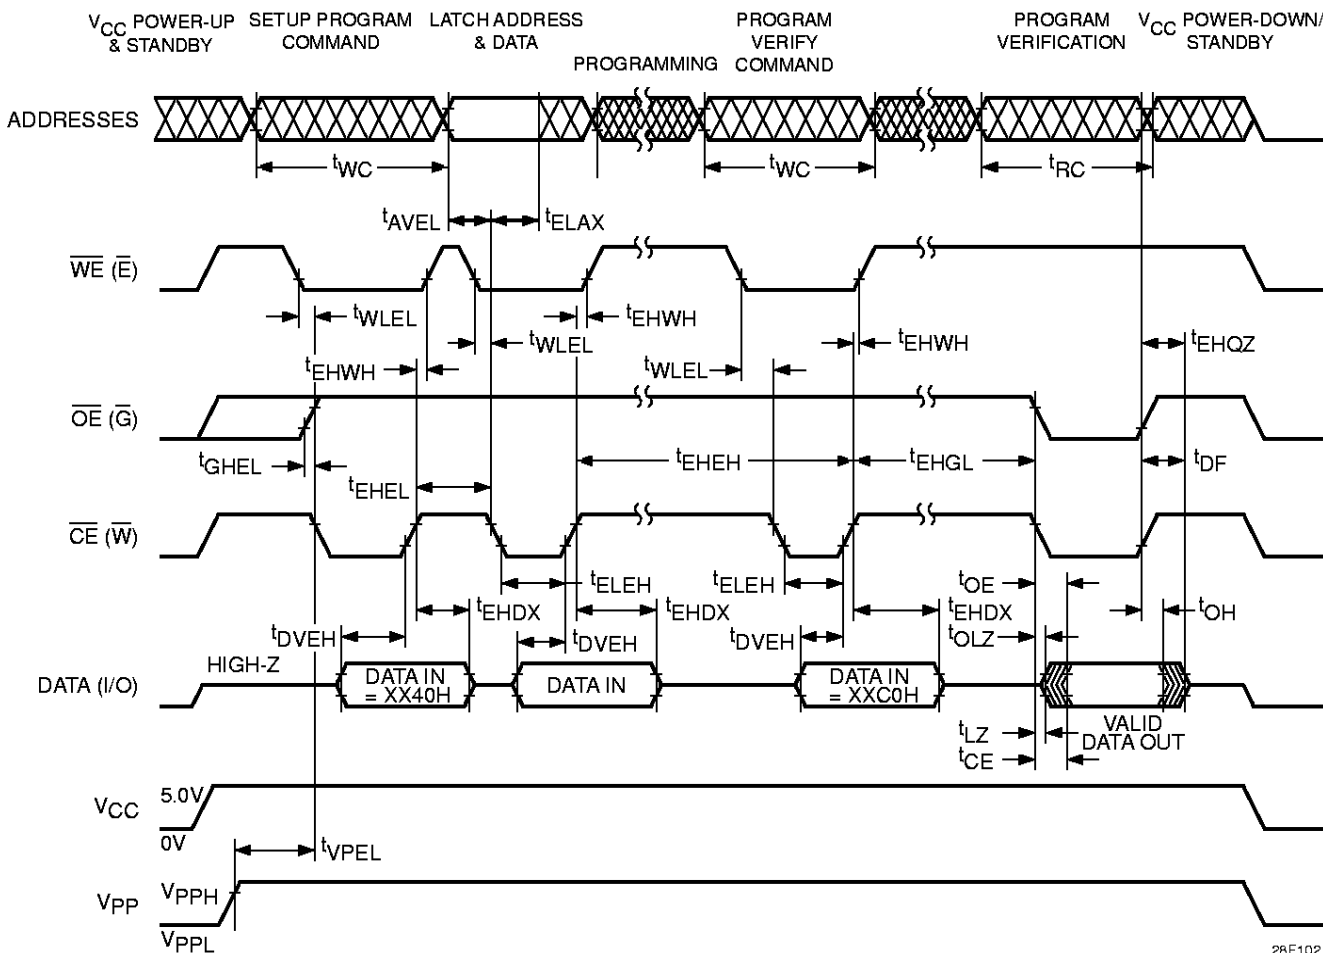 VCC POWER-UP & STANDBY
SETUP PROGRAM COMMAND
LATCH ADDRESS & DATA
PROGRAMMING
PROGRAM VERIFY COMMAND
PROGRAM VERIFICATION
VCC POWER-DOWN/ STANDBY
ADDRESSES
tWC
tWC
tRC
tAVEL
tELAX
WE (E)
tWLEL
tWLEL
tEHWH
tEHWH
tWLEL
tEHWH
tEHQZ
OE (G)
tGHEL
tEHEL
tEHEH
tEHGL
tDF
CE (W)
tELEH
tELEH
tOE
tEHDX
tEHDX
tEHDX
tOH
tDVEH
tDVEH
tDVEH
tOLZ
DATA (I/O)
HIGH-Z
DATA IN
= XX40H
DATA IN
DATA IN
= XXC0H
tLZ
VALID
DATA OUT
tCE
VCC
5.0V
0V
tVPEL
VPP
VPPH
VPPL
28F102